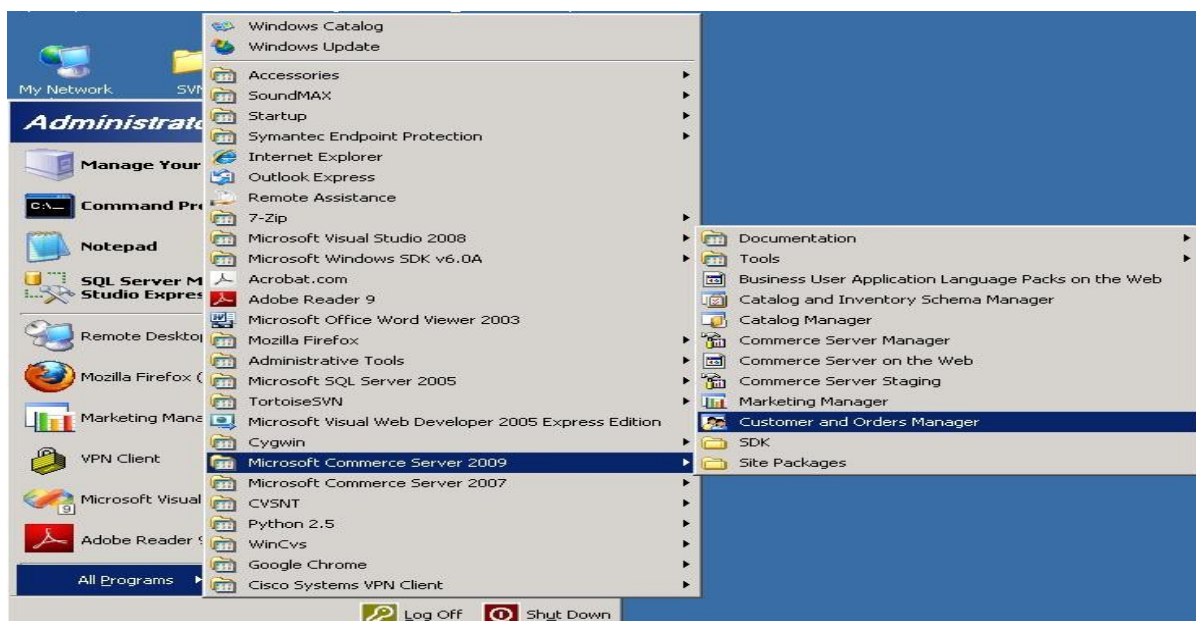 My Network
SVN
Administrato
Manage Your
Command Pro
Notepad
SQL Server M
Studio Expres
Remote Desktop
Mozilla Firefox (
Marketing Mana
VPN Client
Microsoft Visual
9
Adobe Reader 9
All Programs
Windows Catalog
Windows Update
Accessories
SoundMAX
Startup
Symantec Endpoint Protection
Internet Explorer
Outlook Express
Remote Assistance
7-Zip
Microsoft Visual Studio 2008
Microsoft Windows SDK v6.0A
Acrobat.com
Adobe Reader 9
Microsoft Office Word Viewer 2003
Mozilla Firefox
Administrative Tools
Microsoft SQL Server 2005
TortoiseSVN
Microsoft Visual Web Developer 2005 Express Edition
Cygwin
Microsoft Commerce Server 2009
Microsoft Commerce Server 2007
CVSNT
Python 2.5
WinCvs
Google Chrome
Cisco Systems VPN Client
Documentation
Tools
Business User Application Language Packs on the Web
Catalog and Inventory Schema Manager
Catalog Manager
Commerce Server Manager
Commerce Server on the Web
Commerce Server Staging
Marketing Manager
Customer and Orders Manager
SDK
Site Packages
Log Off
Shut Down